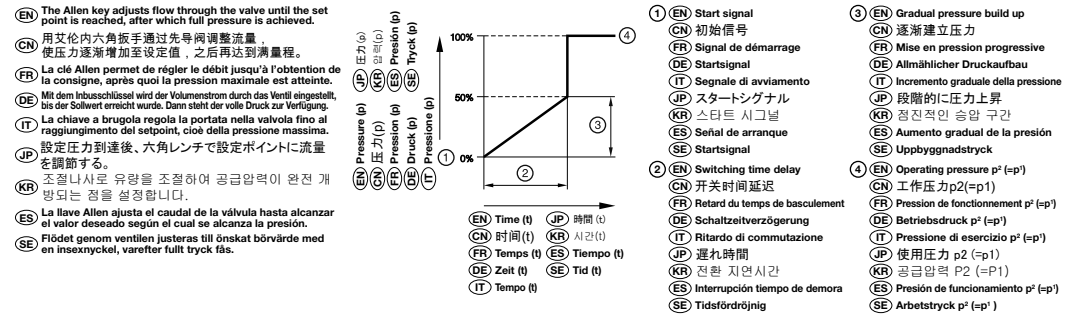 EN The Allen key adjusts flow through the valve until the set
point is reached, after which full pressure is achieved.
CN 用艾伦内六角扳手通过先导阀调整流量，
使压力逐渐增加至设定值，之后再达到满量程。
FR La clé Allen permet de régler le débit jusqu'à l'obtention de
la consigne, après quoi la pression maximale est atteinte.
DE Mit dem Inbusschlüssel wird der Volumenstrom durch das Ventil eingestellt,
bis der Sollwert erreicht wurde. Dann steht der volle Druck zur Verfügung.
IT La chiave a brugola regola la portata nella valvola fino al
raggiungimento del setpoint, cioè della pressione massima.
JP 設定圧力到達後、六角レンチで設定ポイントに流量
を調節する。
KR 조절나사로 유량을 조절하여 공급압력이 완전 개
방되는 점을 설정합니다.
ES La llave Allen ajusta el caudal de la válvula hasta alcanzar
el valor deseado según el cual se alcanza la presión.
SE Flödet genom ventilen justeras till önskat börvärde med
en insexnyckel, varefter fullt tryck fås.
EN Pressure (p)
CN 压力(p)
FR Pression (p)
DE Druck (p)
IT Pressione (p)
JP 圧力(p)
KR 압력(p)
ES Presión (p)
SE Tryck (p)
100%
50%
0%
1
2
3
4
EN Time (t)
CN 时间(t)
FR Temps (t)
DE Zeit (t)
IT Tempo (t)
JP 時間 (t)
KR 시간(t)
ES Tiempo (t)
SE Tid (t)
1 EN Start signal
CN 初始信号
FR Signal de démarrage
DE Startsignal
IT Segnale di avviamento
JP スタートシグナル
KR 스타트 시그널
ES Señal de arranque
SE Startsignal
2 EN Switching time delay
CN 开关时间延迟
FR Retard du temps de basculement
DE Schaltzeitverzögerung
IT Ritardo di commutazione
JP 遅れ時間
KR 전환 지연시간
ES Interrupción tiempo de demora
SE Tidsfördröjnig
3 EN Gradual pressure build up
CN 逐渐建立压力
FR Mise en pression progressive
DE Allmählicher Druckaufbau
IT Incremento graduale della pressione
JP 段階的に圧力上昇
KR 점진적인 승압 구간
ES Aumento gradual de la presión
SE Uppbyggnadstryck
4 EN Operating pressure p² (=p¹)
CN 工作压力p2(=p1)
FR Pression de fonctionnement p² (=p¹)
DE Betriebsdruck p² (=p¹)
IT Pressione di esercizio p² (=p¹)
JP 使用圧力 p2 (=p1)
KR 공급압력 P2 (=P1)
ES Presión de funcionamiento p² (=p¹)
SE Arbetstryck p² (=p¹ )